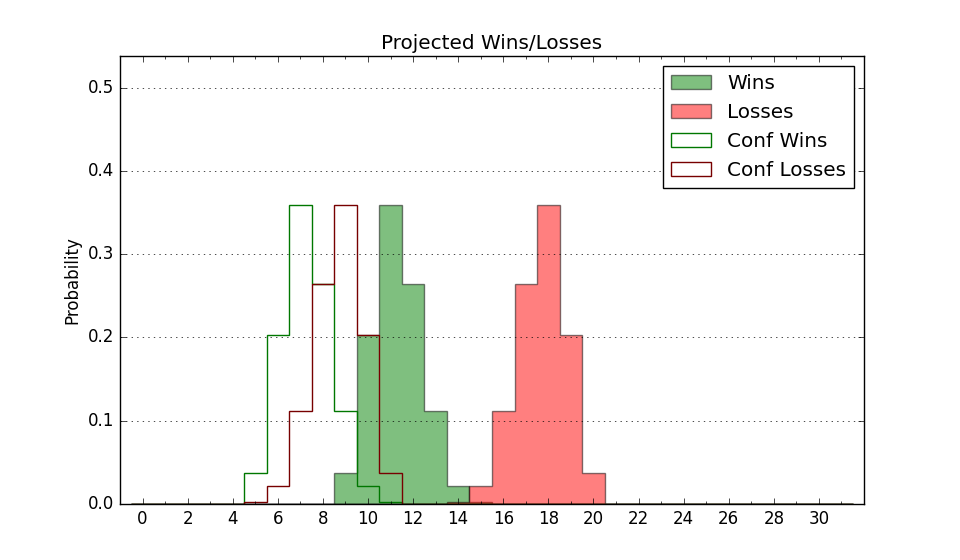 Projected Wins/Losses
Probability
0.5
0.4
0.3
0.2
0.1
0.0
0 2 4 6 8 10 12 14 16 18 20 22 24 26 28 30
Wins
Losses
Conf Wins
Conf Losses